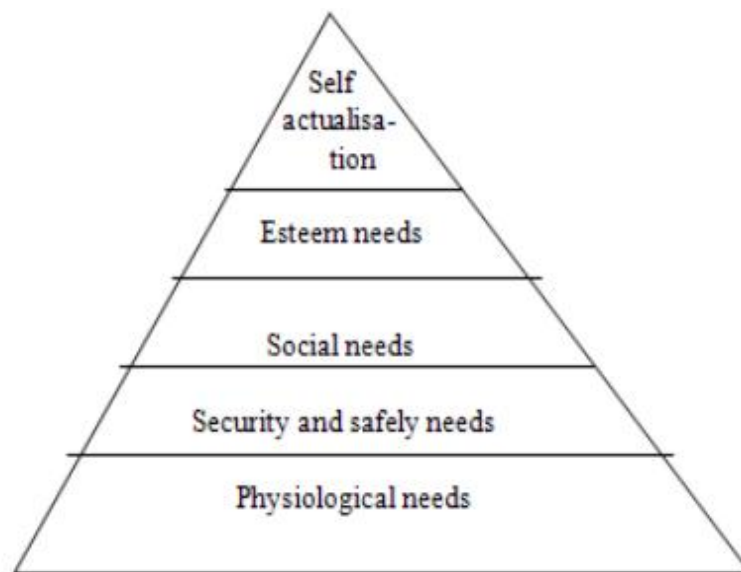 Self
actualisa-
tion
Esteem needs
Social needs
Security and safely needs
Physiological needs